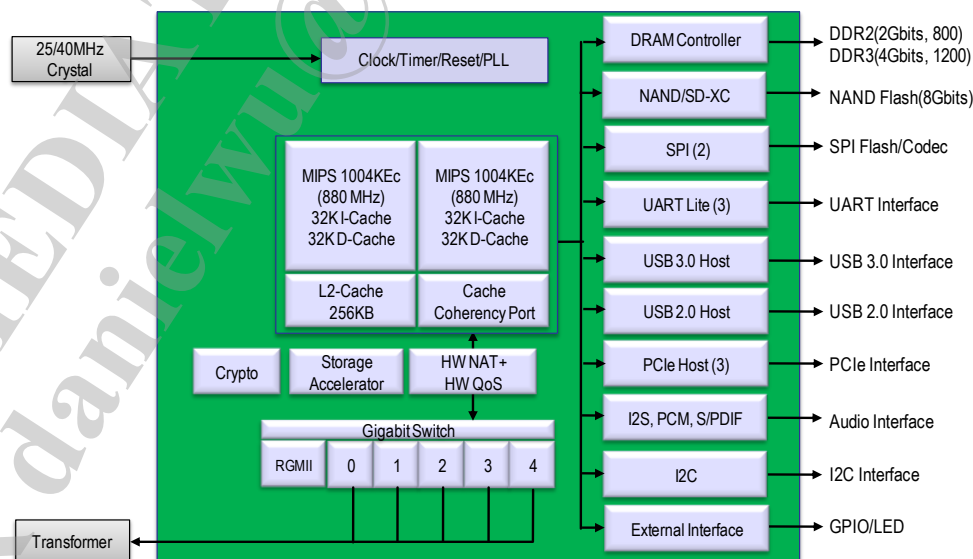 25/40MHz
Crystal
Clock/Timer/Reset/PLL
MIPS 1004KEc
(880 MHz)
32K I-Cache
32K D-Cache
MIPS 1004KEc
(880 MHz)
32K I-Cache
32K D-Cache
L2-Cache
256KB
Cache
Coherency Port
Crypto
Storage
Accelerator
HW NAT+
HW QoS
Gigabit Switch
RGMII
0
1
2
3
4
Transformer
DRAM Controller
DDR2(2Gbits, 800)
DDR3(4Gbits, 1200)
NAND/SD-XC
NAND Flash(8Gbits)
SPI (2)
SPI Flash/Codec
UART Lite (3)
UART Interface
USB 3.0 Host
USB 3.0 Interface
USB 2.0 Host
USB 2.0 Interface
PCIe Host (3)
PCIe Interface
I2S, PCM, S/PDIF
Audio Interface
I2C
I2C Interface
External Interface
GPIO/LED
danielwu@